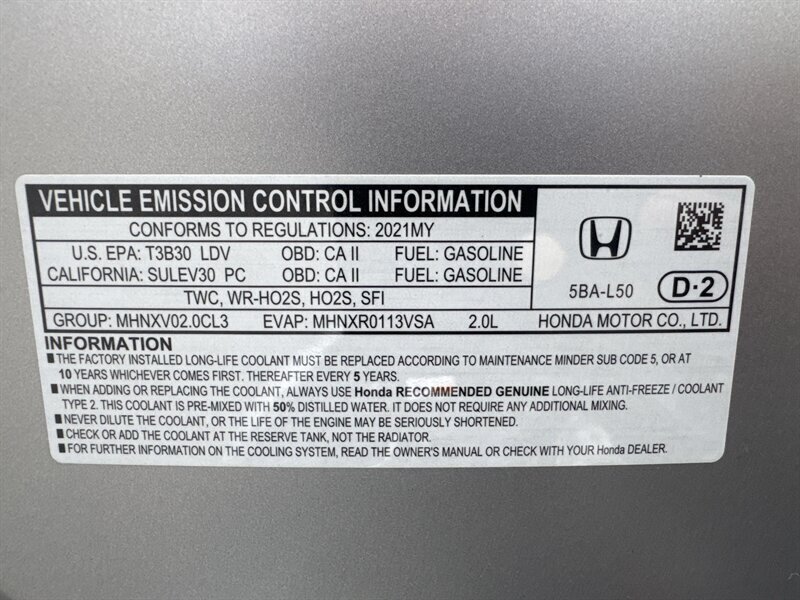 VEHICLE EMISSION CONTROL INFORMATION
CONFORMS TO REGULATIONS: 2021MY
U.S. EPA: T3B30 LDV OBD: CA II FUEL: GASOLINE
CALIFORNIA: SULEV30 PC OBD: CA II FUEL: GASOLINE
TWC, WR-HO2S, HO2S, SFI
5BA-L50 D-2
GROUP: MHNXV02.0CL3 EVAP: MHNXR0113VSA 2.0L HONDA MOTOR CO., LTD.
INFORMATION
■ THE FACTORY INSTALLED LONG-LIFE COOLANT MUST BE REPLACED ACCORDING TO MAINTENANCE MINDER SUB CODE 5, OR AT
10 YEARS WHICHEVER COMES FIRST. THEREAFTER EVERY 5 YEARS.
■ WHEN ADDING OR REPLACING THE COOLANT, ALWAYS USE Honda RECOMMENDED GENUINE LONG-LIFE ANTI-FREEZE / COOLANT
TYPE 2. THIS COOLANT IS PRE-MIXED WITH 50% DISTILLED WATER. IT DOES NOT REQUIRE ANY ADDITIONAL MIXING.
■ NEVER DILUTE THE COOLANT, OR THE LIFE OF THE ENGINE MAY BE SERIOUSLY SHORTENED.
■ CHECK OR ADD THE COOLANT AT THE RESERVE TANK, NOT THE RADIATOR.
■ FOR FURTHER INFORMATION ON THE COOLING SYSTEM, READ THE OWNER'S MANUAL OR CHECK WITH YOUR Honda DEALER.